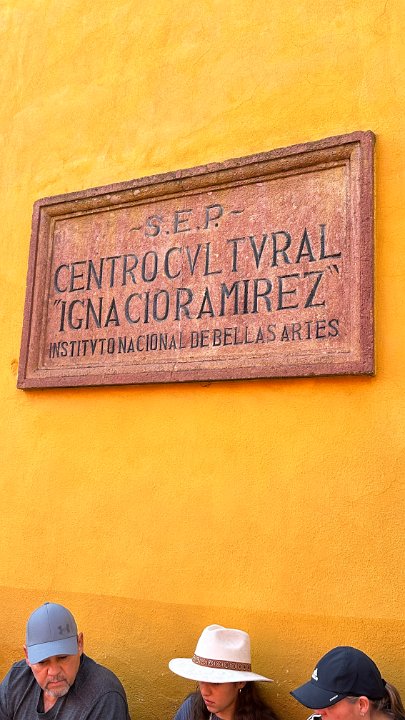 ~S.E.P.~
CENTRO CVLTVRAL
"IGNACIO RAMIREZ"
INSTITVTO NACIONAL DE BELLAS ARTES